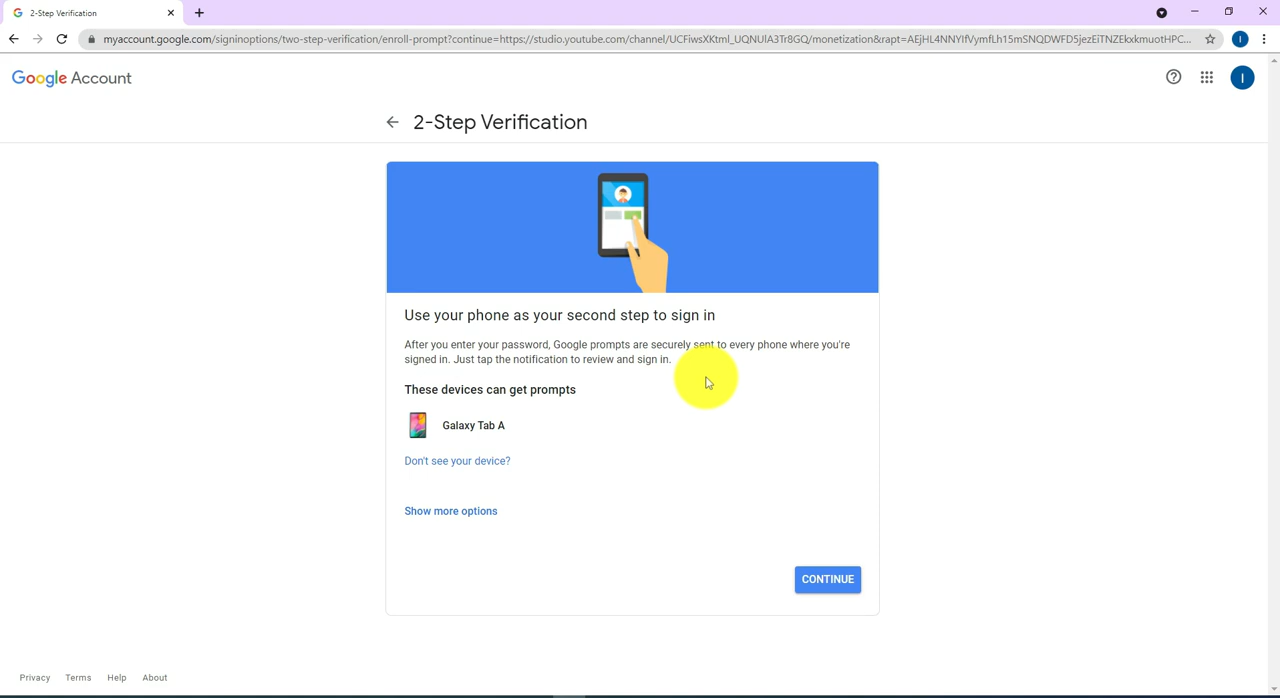 2-Step Verification
myaccount.google.com/signinoptions/two-step-verification/enroll-prompt?continue=https://studio.youtube.com/channel/UCFiwsXKtml_UQNUlA3Tr8GQ/monetization&rapt=AEjHL4NNYIfVymfLh15mSNQDWFD5jezEiTNZEkxkmuotHPC...
I
Google Account
I
2-Step Verification
Use your phone as your second step to sign in
After you enter your password, Google prompts are securely sent to every phone where you're
signed in. Just tap the notification to review and sign in.
These devices can get prompts
Galaxy Tab A
Don't see your device?
Show more options
CONTINUE
Privacy Terms Help About